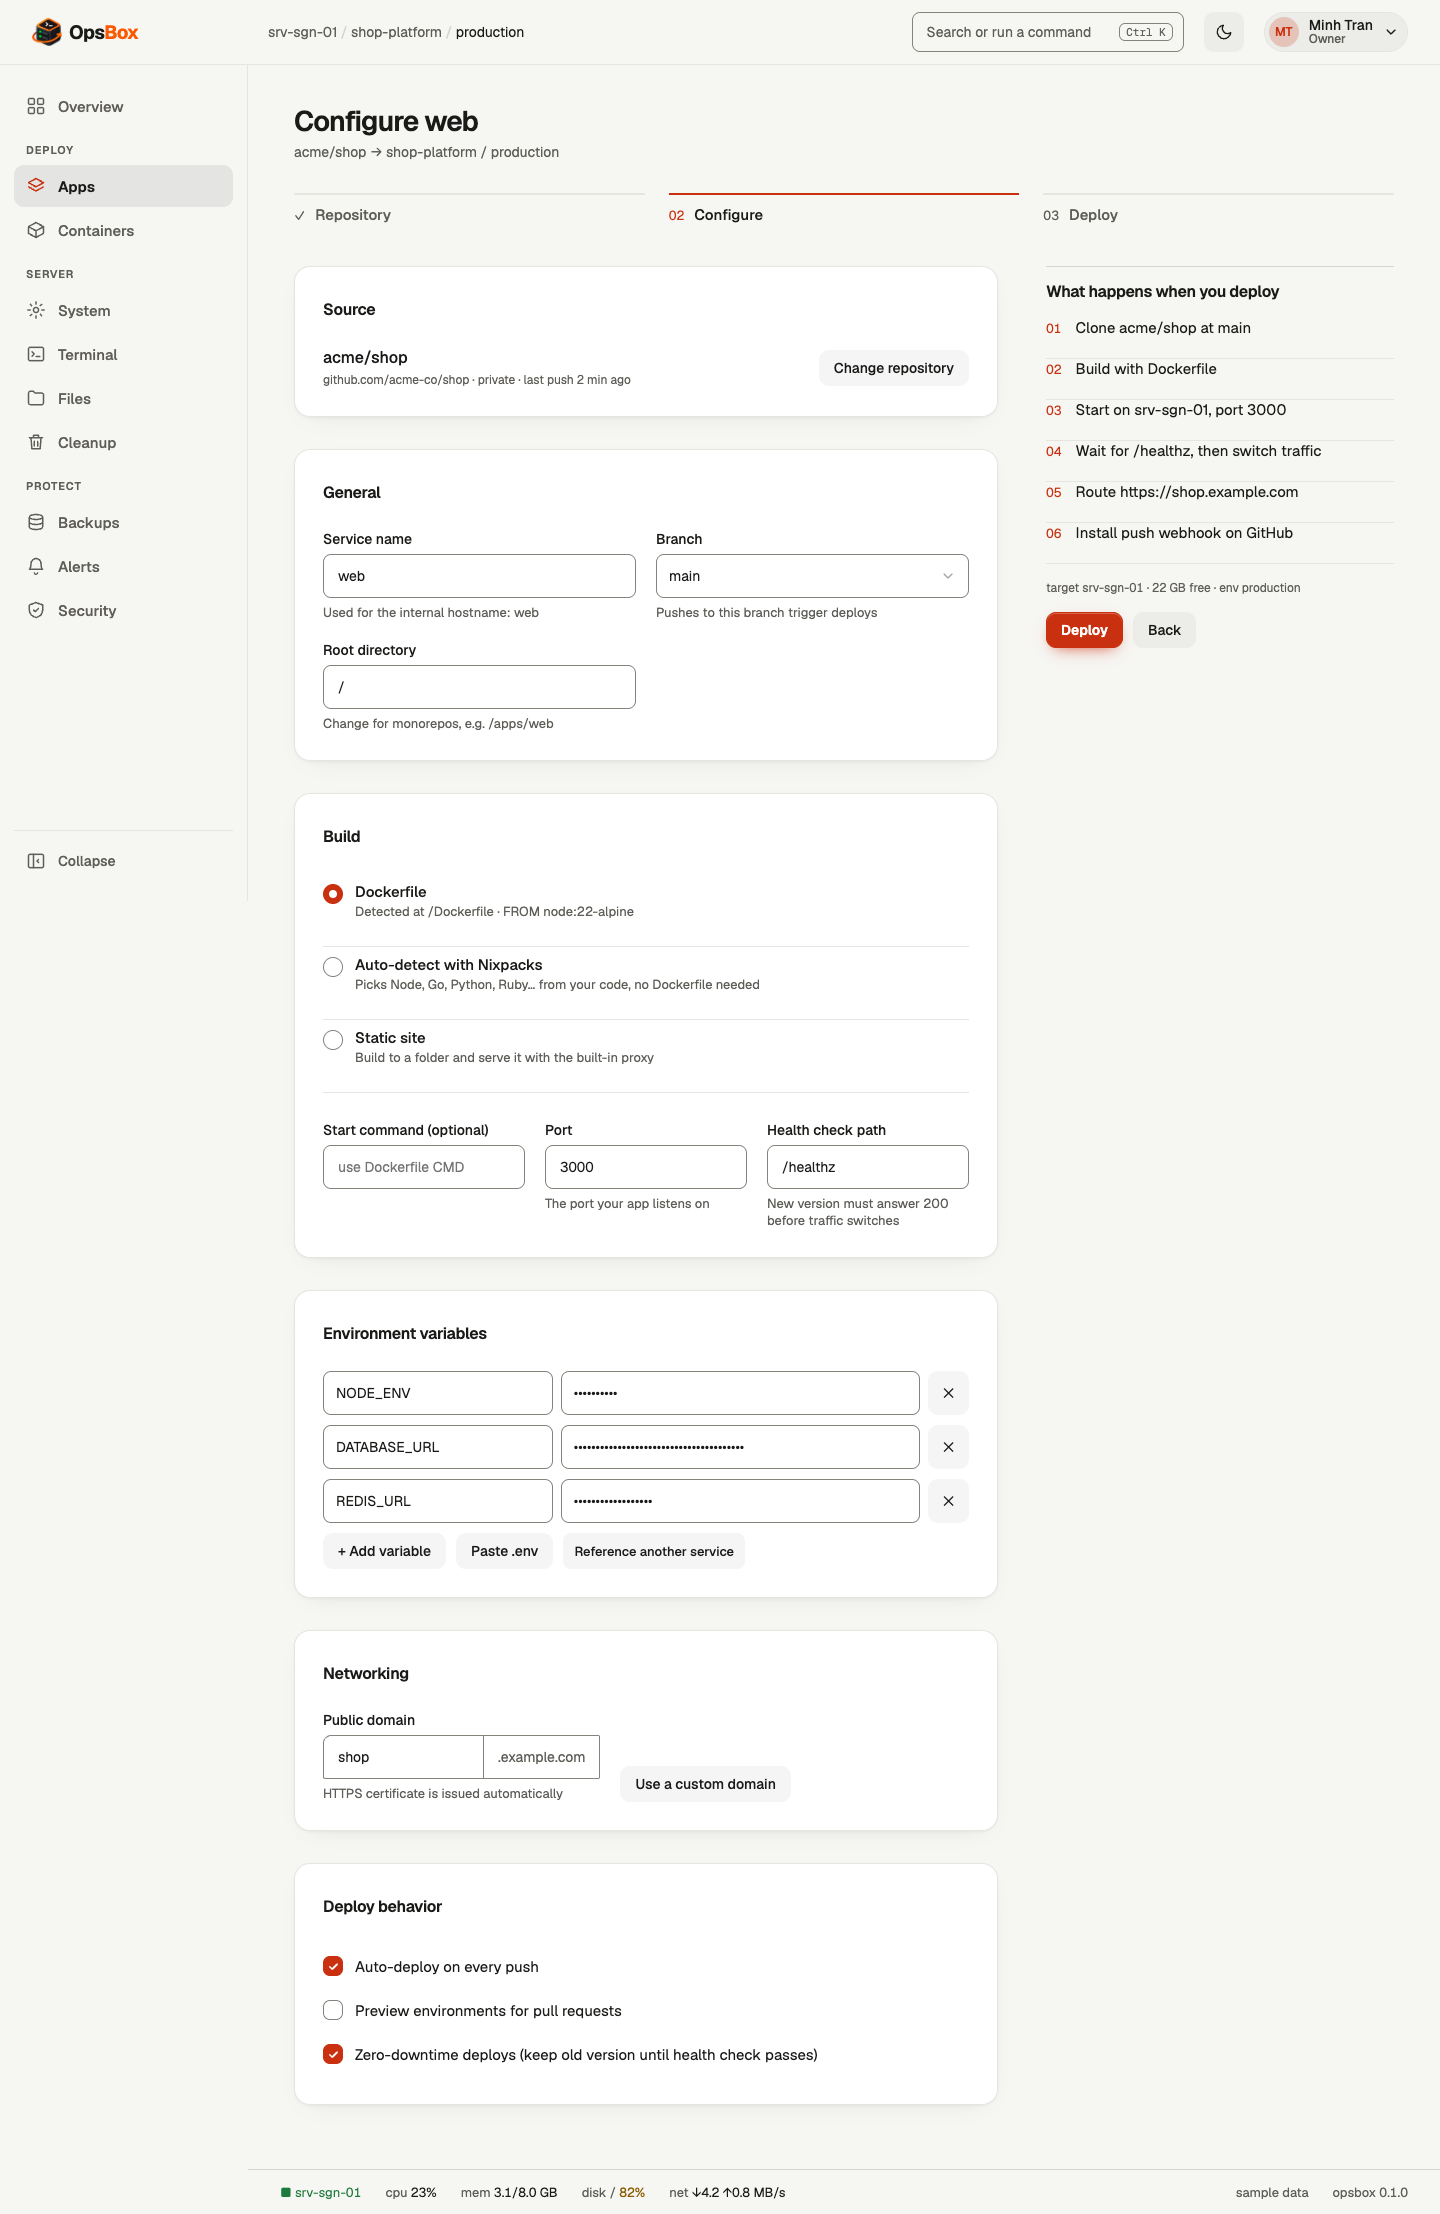 OpsBox
srv-sgn-01 / shop-platform / production
Search or run a command
Ctrl K
MT
Minh Tran
Owner
Overview
DEPLOY
Apps
Containers
SERVER
System
Terminal
Files
Cleanup
PROTECT
Backups
Alerts
Security
Collapse
Configure web
acme/shop → shop-platform / production
✓ Repository
02 Configure
03 Deploy
Source
acme/shop
github.com/acme-co/shop · private · last push 2 min ago
Change repository
General
Service name
web
Used for the internal hostname: web
Branch
main
Pushes to this branch trigger deploys
Root directory
/
Change for monorepos, e.g. /apps/web
Build
Dockerfile
Detected at /Dockerfile · FROM node:22-alpine
Auto-detect with Nixpacks
Picks Node, Go, Python, Ruby... from your code, no Dockerfile needed
Static site
Build to a folder and serve it with the built-in proxy
Start command (optional)
use Dockerfile CMD
Port
3000
The port your app listens on
Health check path
/healthz
New version must answer 200
before traffic switches
Environment variables
NODE_ENV
••••••••••
DATABASE_URL
•••••••••••••••••••••••••••••••••••••••
REDIS_URL
••••••••••••••••••
+ Add variable
Paste .env
Reference another service
Networking
Public domain
shop
.example.com
HTTPS certificate is issued automatically
Use a custom domain
Deploy behavior
Auto-deploy on every push
Preview environments for pull requests
Zero-downtime deploys (keep old version until health check passes)
What happens when you deploy
01 Clone acme/shop at main
02 Build with Dockerfile
03 Start on srv-sgn-01, port 3000
04 Wait for /healthz, then switch traffic
05 Route https://shop.example.com
06 Install push webhook on GitHub
target srv-sgn-01 · 22 GB free · env production
Deploy
Back
srv-sgn-01
cpu 23%
mem 3.1/8.0 GB
disk / 82%
net ↓4.2 ↑0.8 MB/s
sample data
opsbox 0.1.0